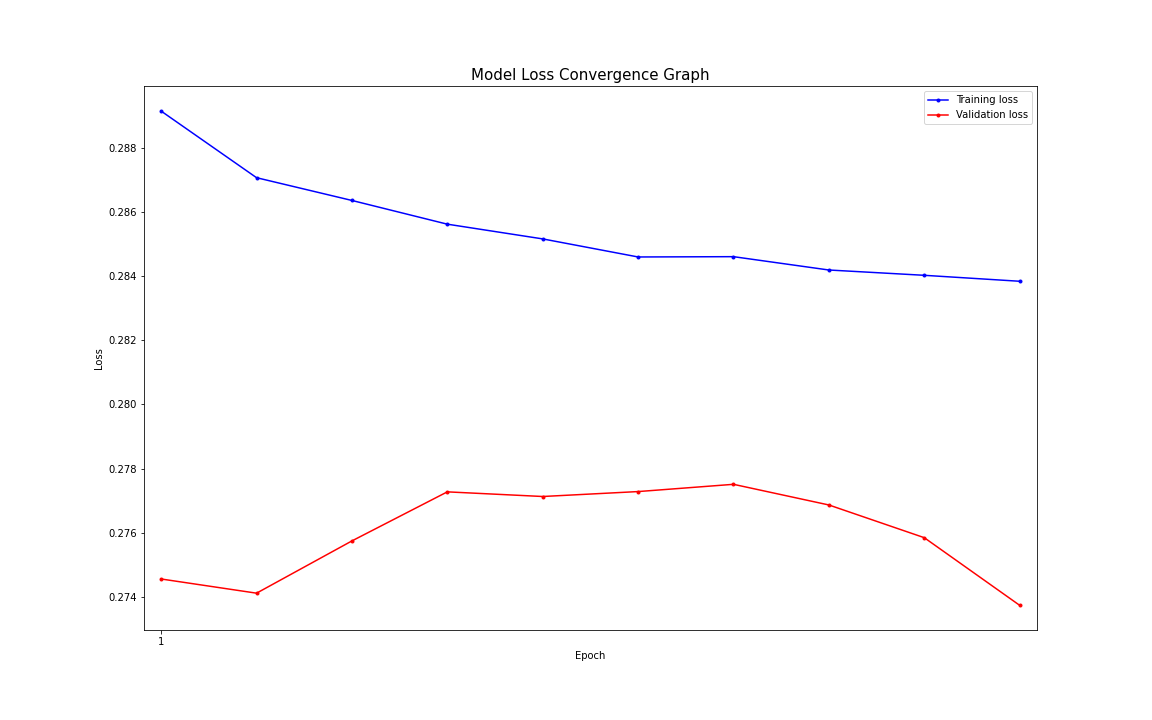 Model Loss Convergence Graph
Training loss
Validation loss
0.288
0.286
0.284
0.282
0.280
0.278
0.276
0.274
Loss
1
Epoch